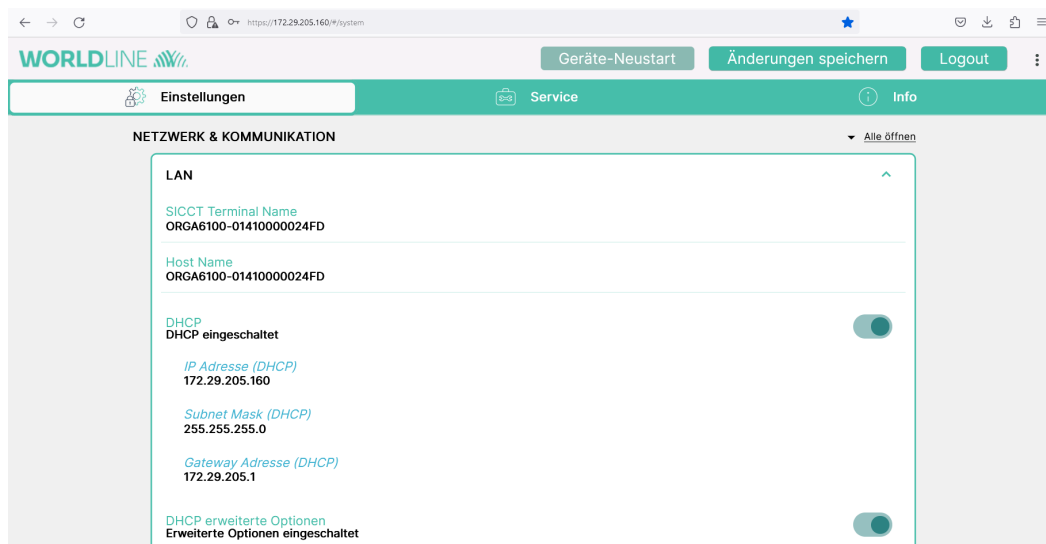 https://172.29.205.160/#/system
WORLDLINE
Geräte-Neustart
Änderungen speichern
Logout
Einstellungen
Service
Info
NETZWERK & KOMMUNIKATION
Alle öffnen
LAN
SICCT Terminal Name
ORGA6100-01410000024FD
Host Name
ORGA6100-01410000024FD
DHCP
DHCP eingeschaltet
IP Adresse (DHCP)
172.29.205.160
Subnet Mask (DHCP)
255.255.255.0
Gateway Adresse (DHCP)
172.29.205.1
DHCP erweiterte Optionen
Erweiterte Optionen eingeschaltet